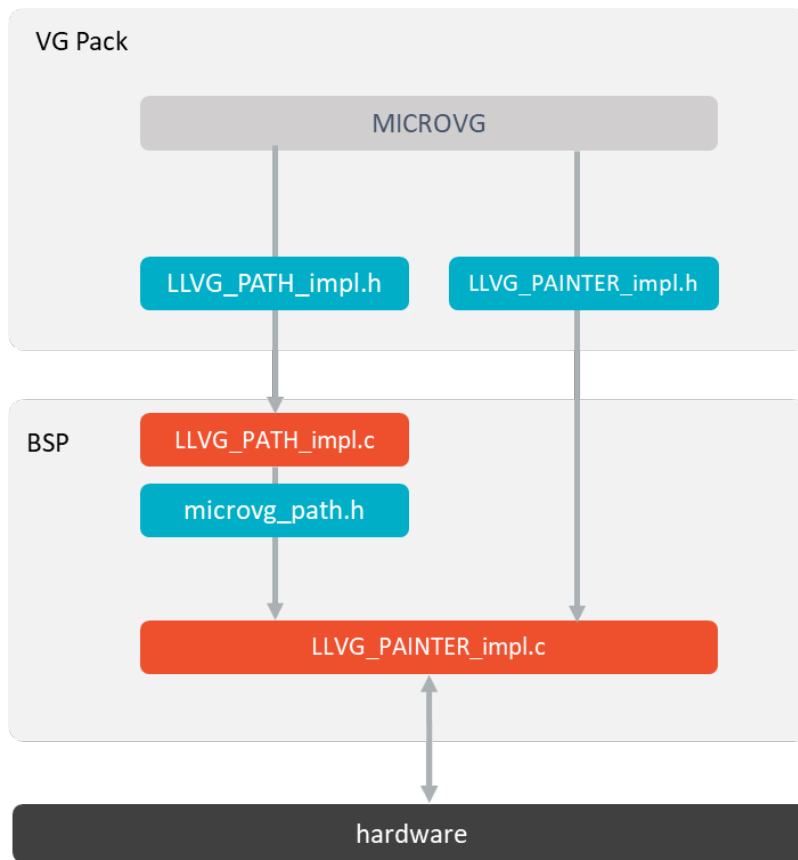 VG Pack
MICROVG
LLVG_PATH_impl.h
LLVG_PAINTER_impl.h
BSP
LLVG_PATH_impl.c
microvg_path.h
LLVG_PAINTER_impl.c
hardware